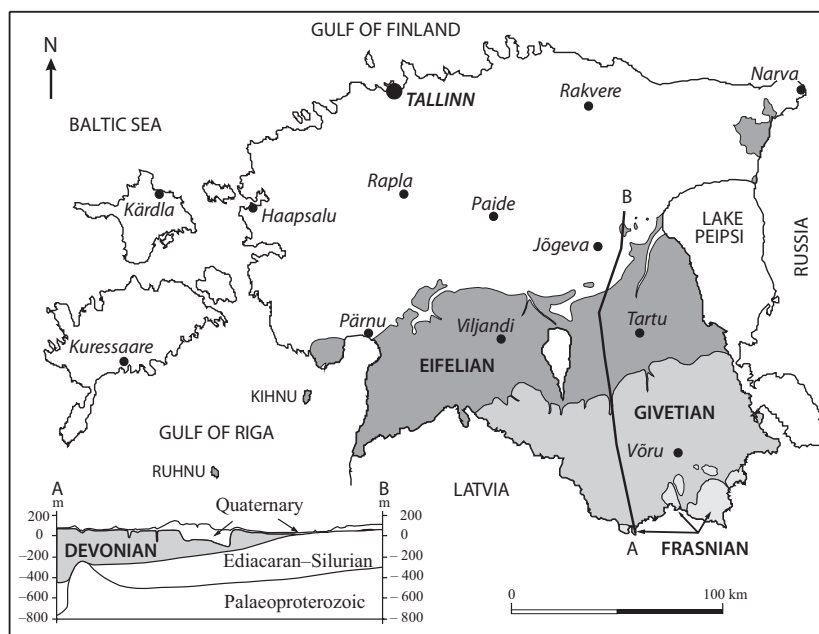 GULF OF FINLAND
N
Narva
TALLINN
Rakvere
BALTIC SEA
Rapla
Kärdla
Haapsalu
Paide
B
LAKE
PEIPSI
RUSSIA
Jõgeva
Pärnu
Viljandi
Tartu
Kuressaare
EIFELIAN
KIHNU
GIVETIAN
GULF OF RIGA
Võru
RUHNU
LATVIA
A
FRASNIAN
A
m
B
m
Quaternary
200
0
–200
–400
–600
–800
DEVONIAN
Ediacaran–Silurian
Palaeoproterozoic
200
0
–200
–400
–600
–800
0
100 km